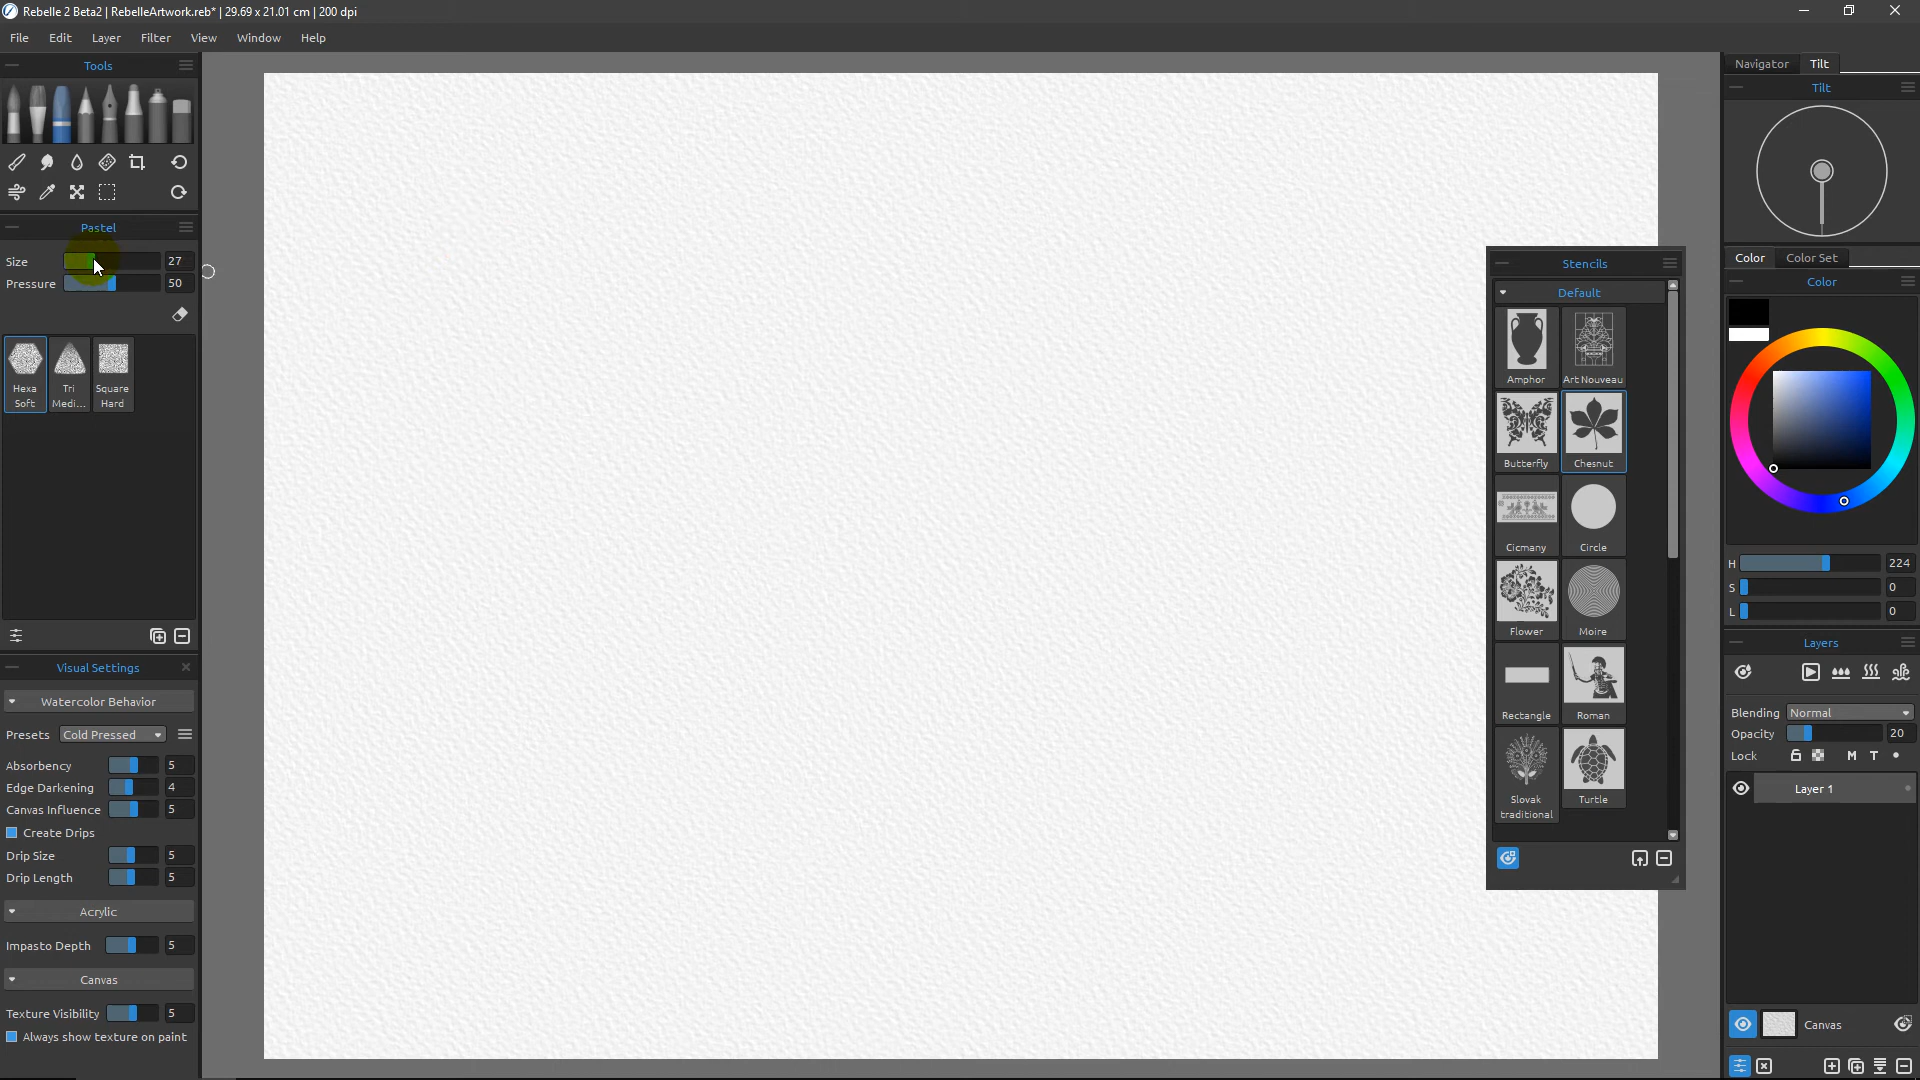 Rebelle 2 Beta2 | RebelleArtwork.reb* | 29.69 x 21.01 cm | 200 dpi
File Edit Layer Filter View Window Help
Tools
Pastel
Size 27
Pressure 50
Hexa Soft
Tri Medi...
Square Hard
Visual Settings
Watercolor Behavior
Presets Cold Pressed
Absorbency 5
Edge Darkening 4
Canvas Influence 5
Create Drips
Drip Size 5
Drip Length 5
Acrylic
Impasto Depth 5
Canvas
Texture Visibility 5
Always show texture on paint
Stencils
Default
Amphor Art Nouveau
Butterfly Chesnut
Cicmany Circle
Flower Moire
Rectangle Roman
Slovak traditional
Turtle
Navigator Tilt
Tilt
Color Color Set
Color
H 224
S 0
L 0
Layers
Blending Normal
Opacity 20
Lock M T
Layer 1
Canvas